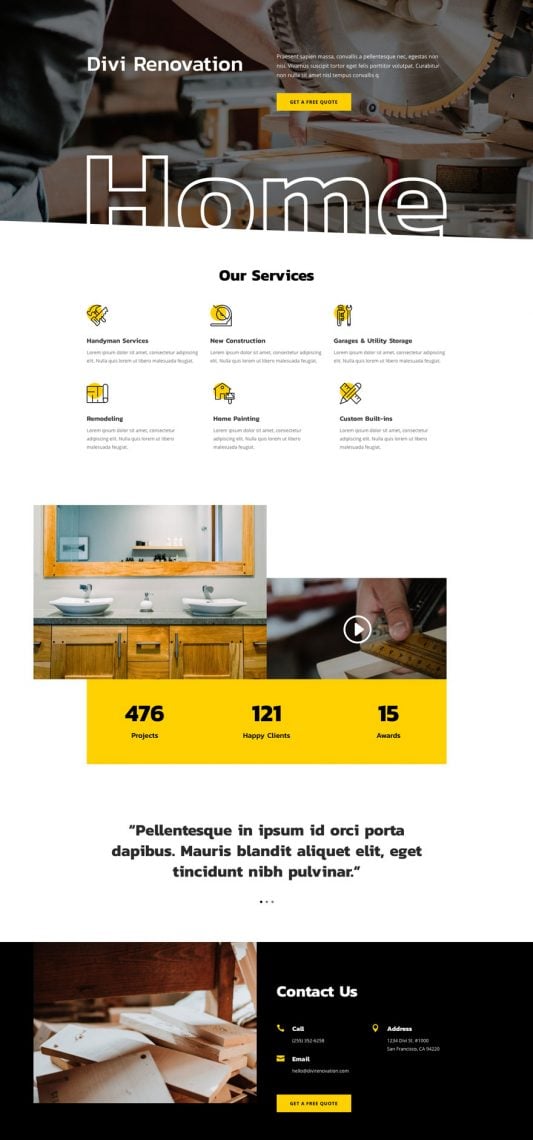 Divi Renovation
Praesent sapien massa, convallis a pellentesque nec, egestas non
nisi. Vivamus suscipit tortor eget felis porttitor volutpat. Curabitur
non nulla sit amet nisl tempus convallis q
GET A FREE QUOTE
Home
Our Services
Handyman Services
Lorem ipsum dolor sit amet, consectetur adipiscing
elit. Nulla quis lorem ut libero malesuada feugiat.
New Construction
Lorem ipsum dolor sit amet, consectetur adipiscing
elit. Nulla quis lorem ut libero malesuada feugiat.
Garages & Utility Storage
Lorem ipsum dolor sit amet, consectetur adipiscing
elit. Nulla quis lorem ut libero malesuada feugiat.
Remodeling
Lorem ipsum dolor sit amet, consectetur
adipiscing elit. Nulla quis lorem ut libero
malesuada feugiat.
Home Painting
Lorem ipsum dolor sit amet, consectetur
adipiscing elit. Nulla quis lorem ut libero
malesuada feugiat.
Custom Built-ins
Lorem ipsum dolor sit amet, consectetur
adipiscing elit. Nulla quis lorem ut libero
malesuada feugiat.
476
Projects
121
Happy Clients
15
Awards
“Pellentesque in ipsum id orci porta
dapibus. Mauris blandit aliquet elit, eget
tincidunt nibh pulvinar.”
Contact Us
Call
(255) 352-6258
Address
1234 Divi St. #1000
San Francisco, CA 94220
Email
hello@divirenovation.com
GET A FREE QUOTE